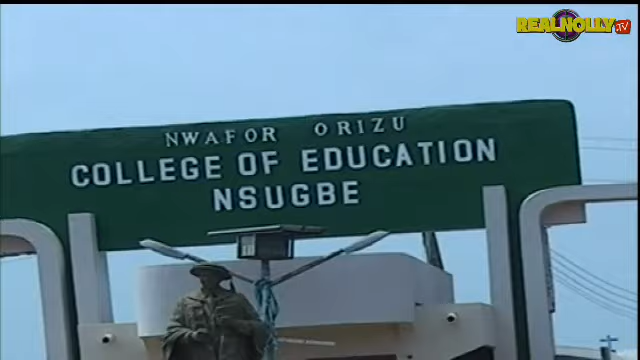 REALNOLLY.TV
NWAFOR ORIZU
COLLEGE OF EDUCATION
NSUGBE